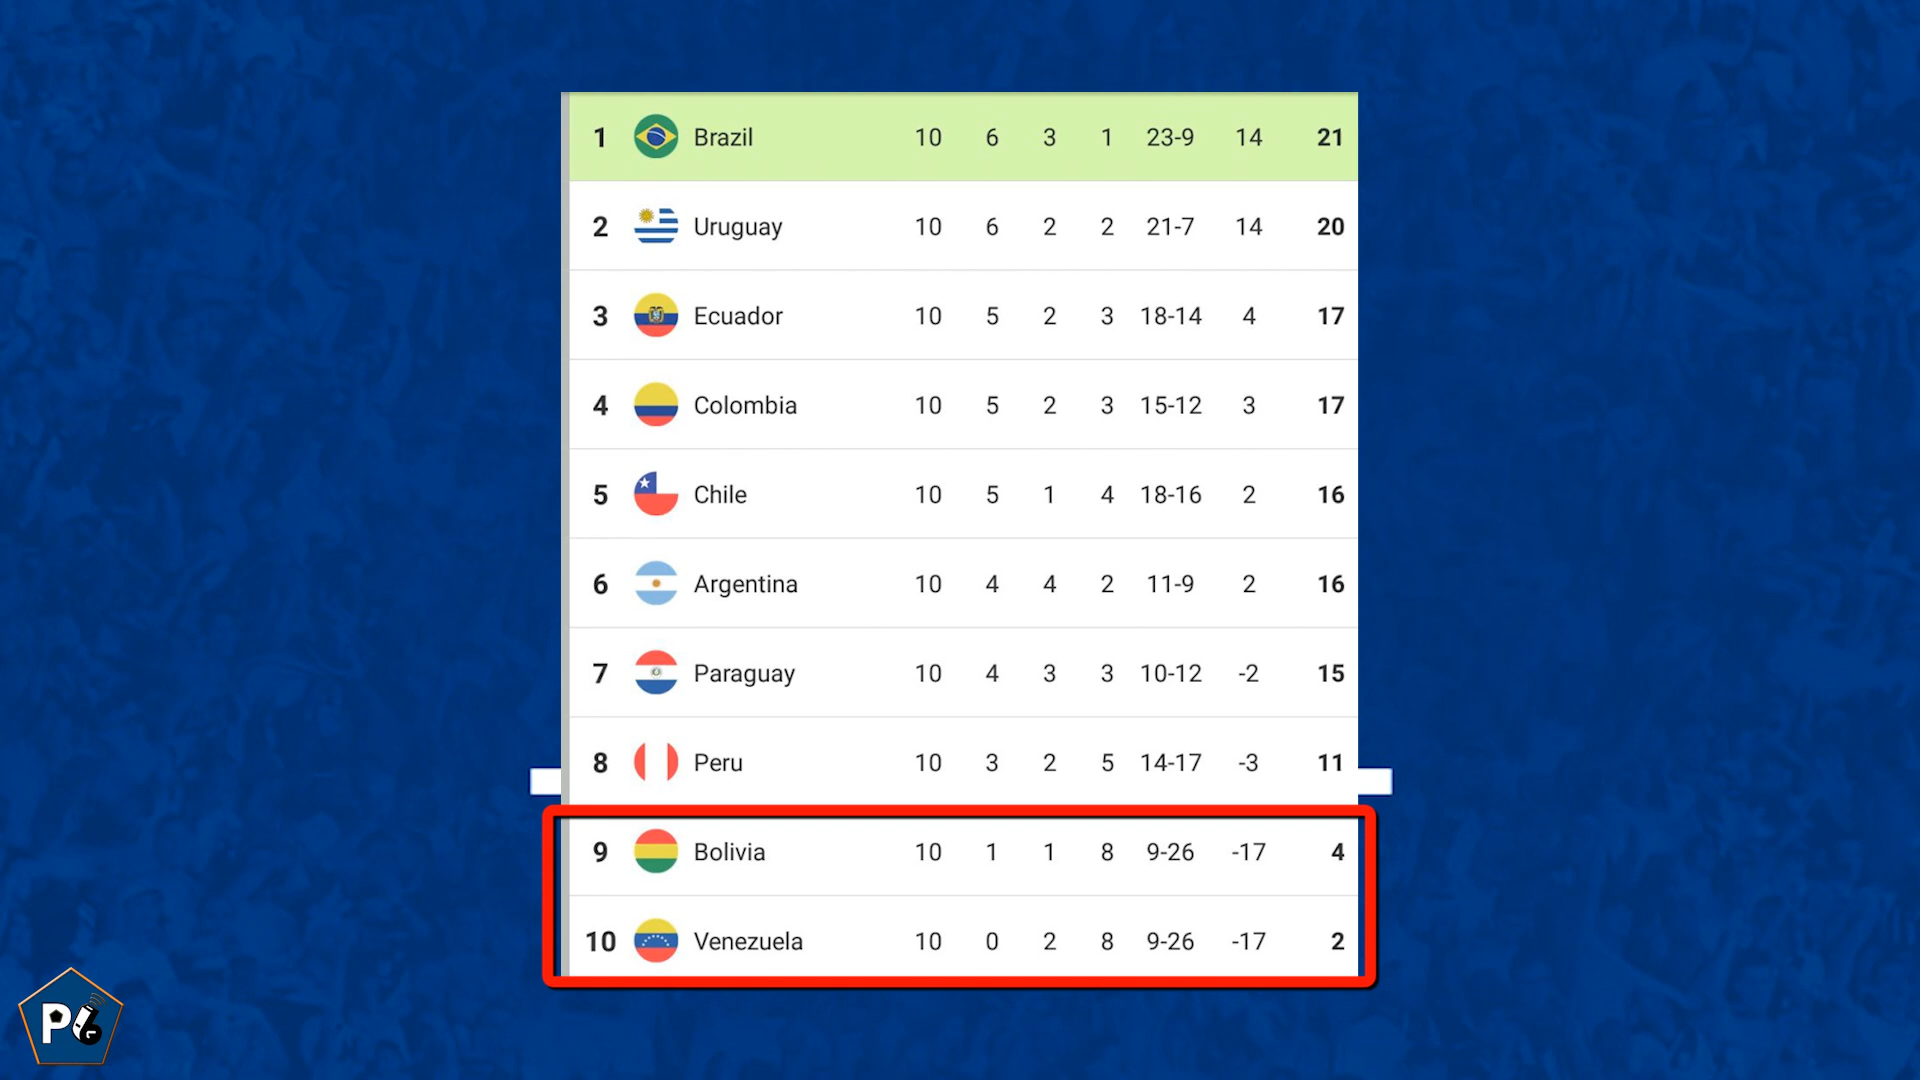 1 Brazil 10 6 3 1 23-9 14 21
2 Uruguay 10 6 2 2 21-7 14 20
3 Ecuador 10 5 2 3 18-14 4 17
4 Colombia 10 5 2 3 15-12 3 17
5 Chile 10 5 1 4 18-16 2 16
6 Argentina 10 4 4 2 11-9 2 16
7 Paraguay 10 4 3 3 10-12 -2 15
8 Peru 10 3 2 5 14-17 -3 11
9 Bolivia 10 1 1 8 9-26 -17 4
10 Venezuela 10 0 2 8 9-26 -17 2
P6